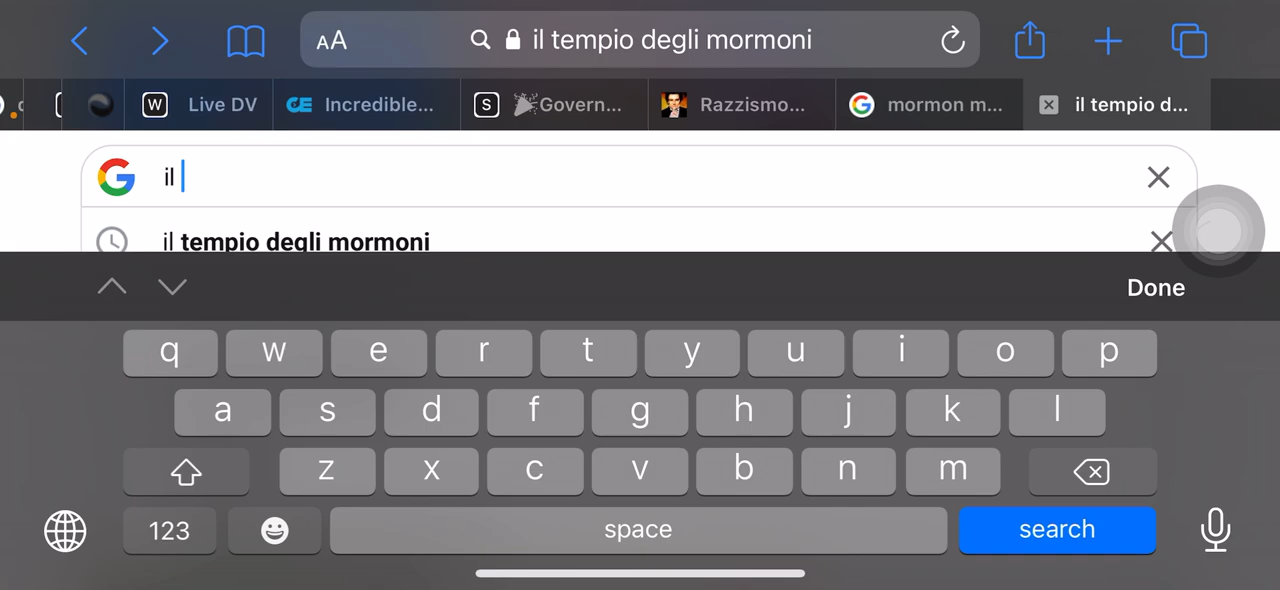 AA il tempio degli mormoni
W Live DV CE Incredible... S Govern... Razzismo... G mormon m... il tempio d...
G il
il tempio degli mormoni
Done
q w e r t y u i o p
a s d f g h j k l
z x c v b n m
123 space search